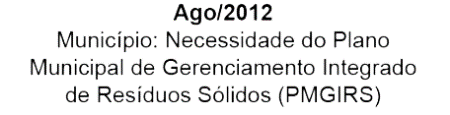 Ago/2012
Município: Necessidade do Plano
Municipal de Gerenciamento Integrado
de Resíduos Sólidos (PMGIRS)